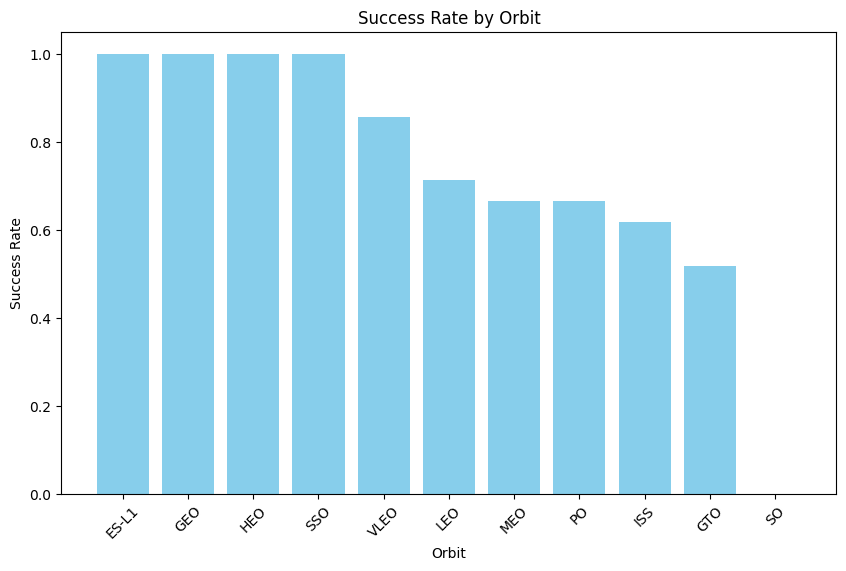 Success Rate by Orbit
Success Rate
1.0
0.8
0.6
0.4
0.2
0.0
ES-L1
GEO
HEO
SSO
VLEO
LEO
MEO
PO
ISS
GTO
SO
Orbit